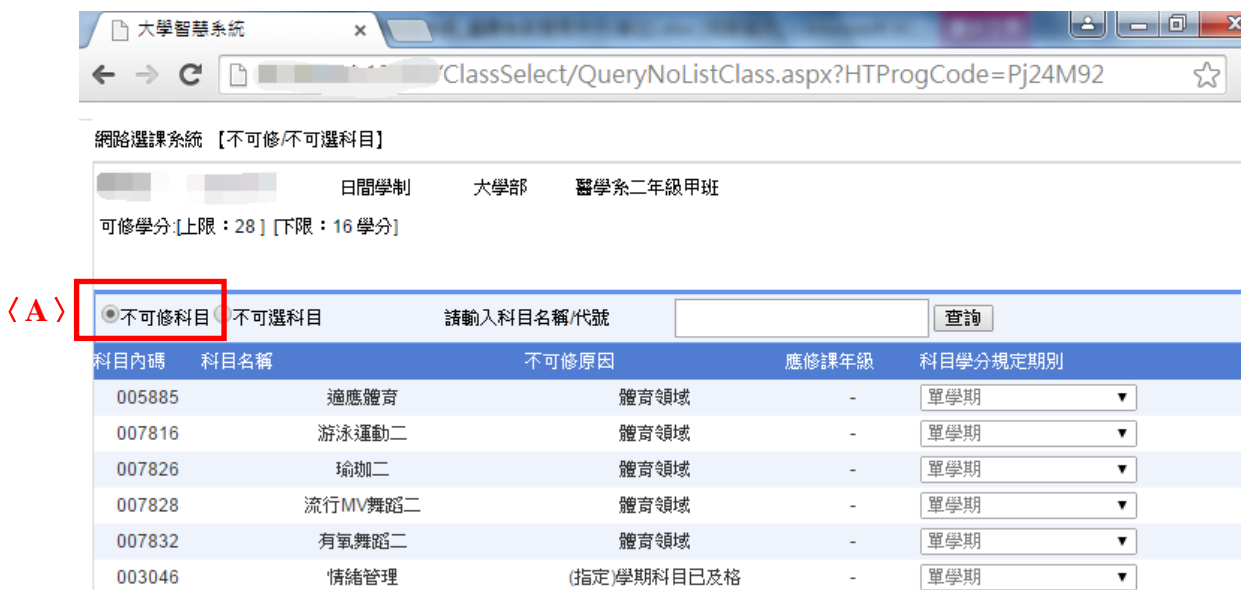 大學智慧系統
/ClassSelect/QueryNoListClass.aspx?HTProgCode=Pj24M92
網路選課系統 【不可修/不可選科目】
日間學制 大學部 醫學系二年級甲班
可修學分:[上限：28 ] [下限：16 學分]
〈A〉 不可修科目 不可選科目 請輸入科目名稱/代號 查詢
科目內碼 科目名稱 不可修原因 應修課年級 科目學分規定期別
005885 適應體育 體育領域 - 單學期
007816 游泳運動二 體育領域 - 單學期
007826 瑜珈二 體育領域 - 單學期
007828 流行MV舞蹈二 體育領域 - 單學期
007832 有氧舞蹈二 體育領域 - 單學期
003046 情緒管理 (指定)學期科目已及格 - 單學期